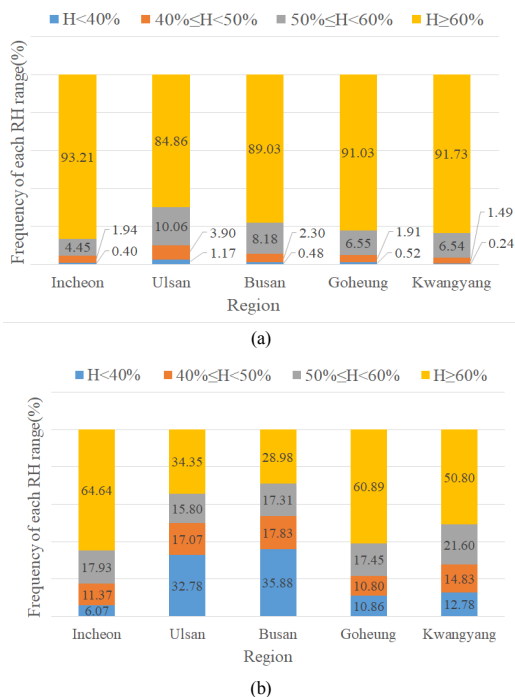 H<40% 40%≤H<50% 50%≤H<60% H≥60%
Frequency of each RH range(%)
93.21 84.86 89.03 91.03 91.73
4.45 1.94 10.06 3.90 8.18 2.30 6.55 1.91 6.54 1.49
0.40 1.17 0.48 0.52 0.24
Incheon Ulsan Busan Goheung Kwangyang
Region
(a)
H<40% 40%≤H<50% 50%≤H<60% H≥60%
Frequency of each RH range(%)
64.64 34.35 28.98 60.89 50.80
17.93 15.80 17.31 17.45 21.60
11.37 17.07 17.83 10.80 14.83
6.07 32.78 35.88 10.86 12.78
Incheon Ulsan Busan Goheung Kwangyang
Region
(b)